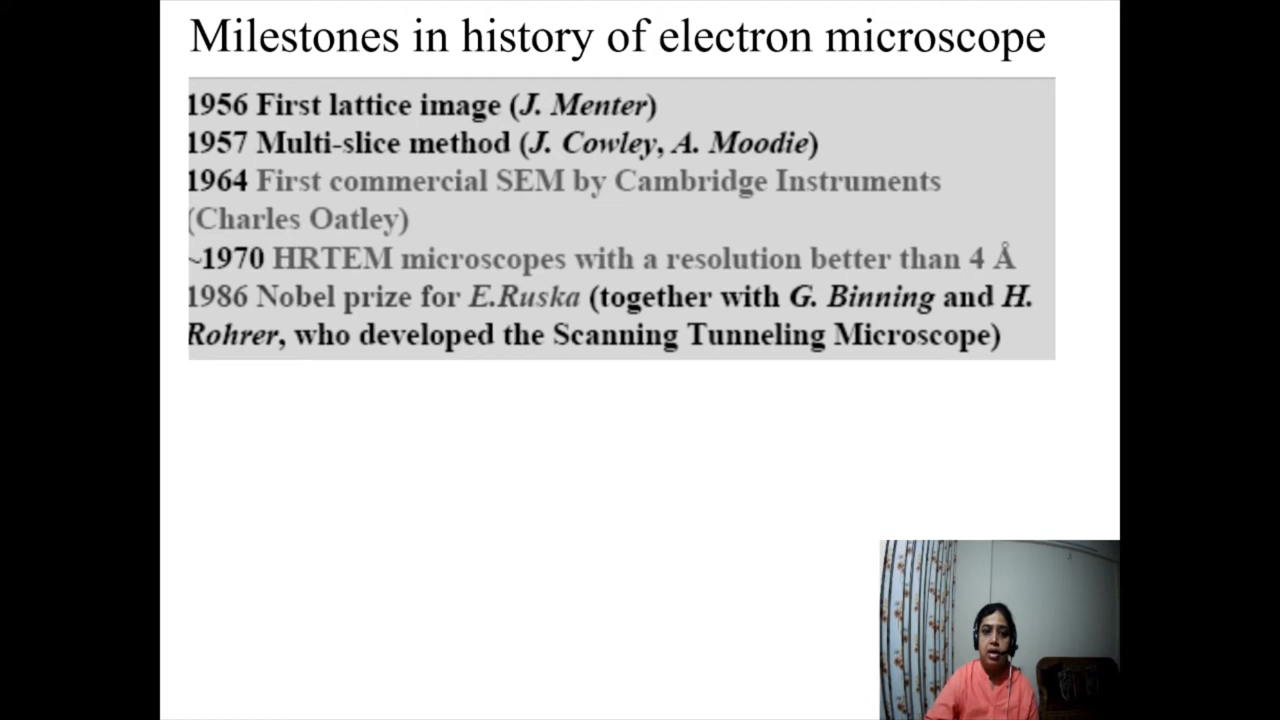 Milestones in history of electron microscope
1956 First lattice image (J. Menter)
1957 Multi-slice method (J. Cowley, A. Moodie)
1964 First commercial SEM by Cambridge Instruments
(Charles Oatley)
~1970 HRTEM microscopes with a resolution better than 4 Å
1986 Nobel prize for E.Ruska (together with G. Binning and H.
Rohrer, who developed the Scanning Tunneling Microscope)